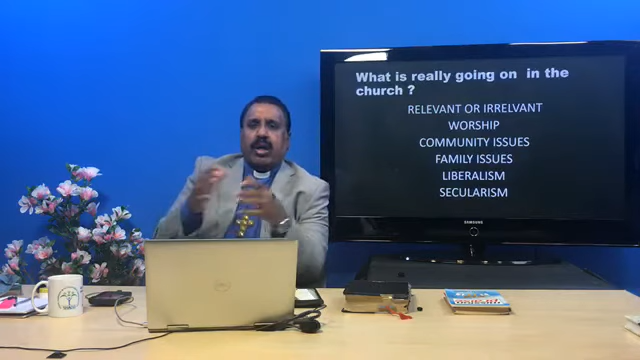 What is really going on in the
church ?
RELEVANT OR IRRELVANT
WORSHIP
COMMUNITY ISSUES
FAMILY ISSUES
LIBERALISM
SECULARISM
SAMSUNG
DELL